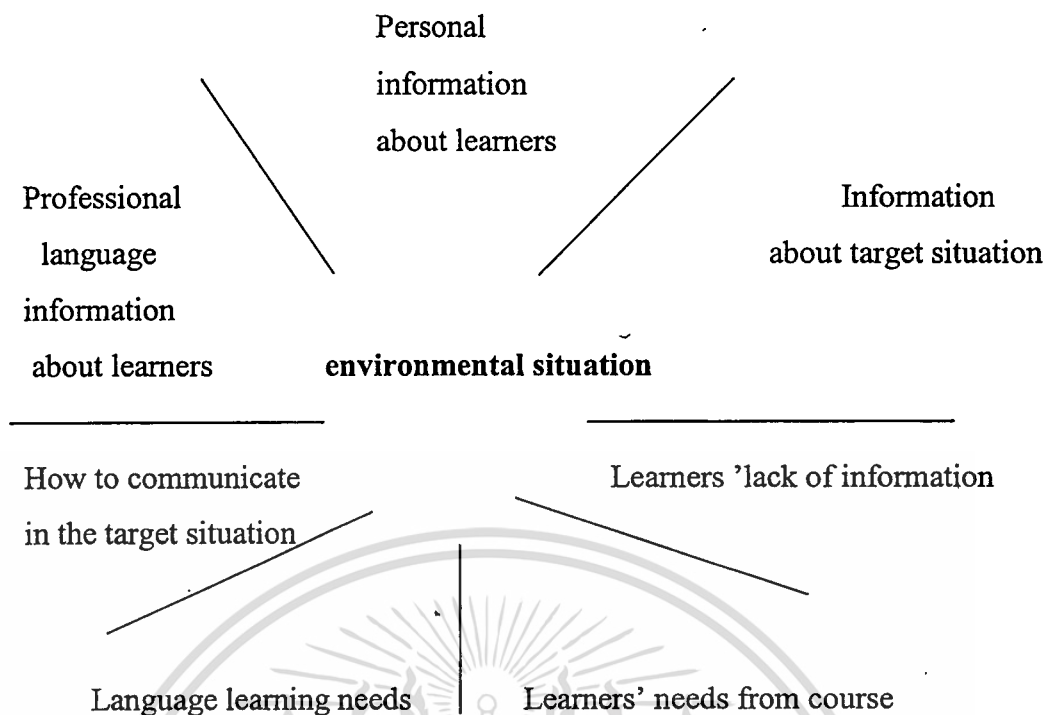 Personal
information
about learners
Professional
language
information
about learners
Information
about target situation
environmental situation
How to communicate
in the target situation
Learners 'lack of information
Language learning needs
Learners' needs from course